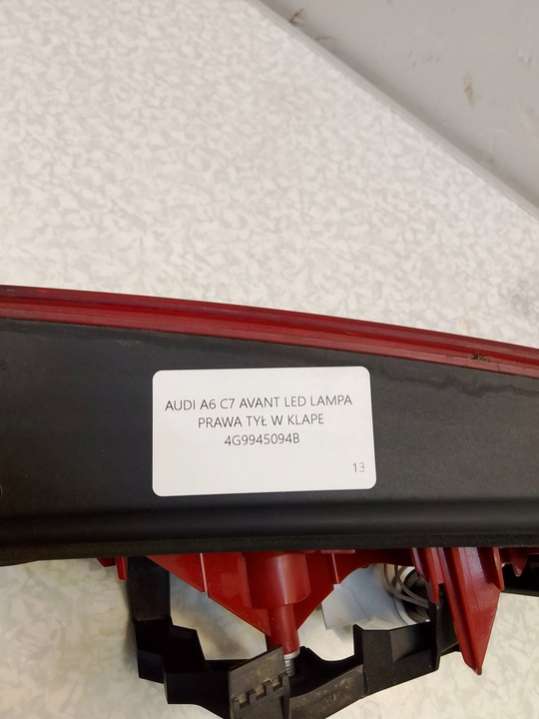 AUDI A6 C7 AVANT LED LAMPA
PRAWA TYŁ W KLAPE
4G9945094B
13